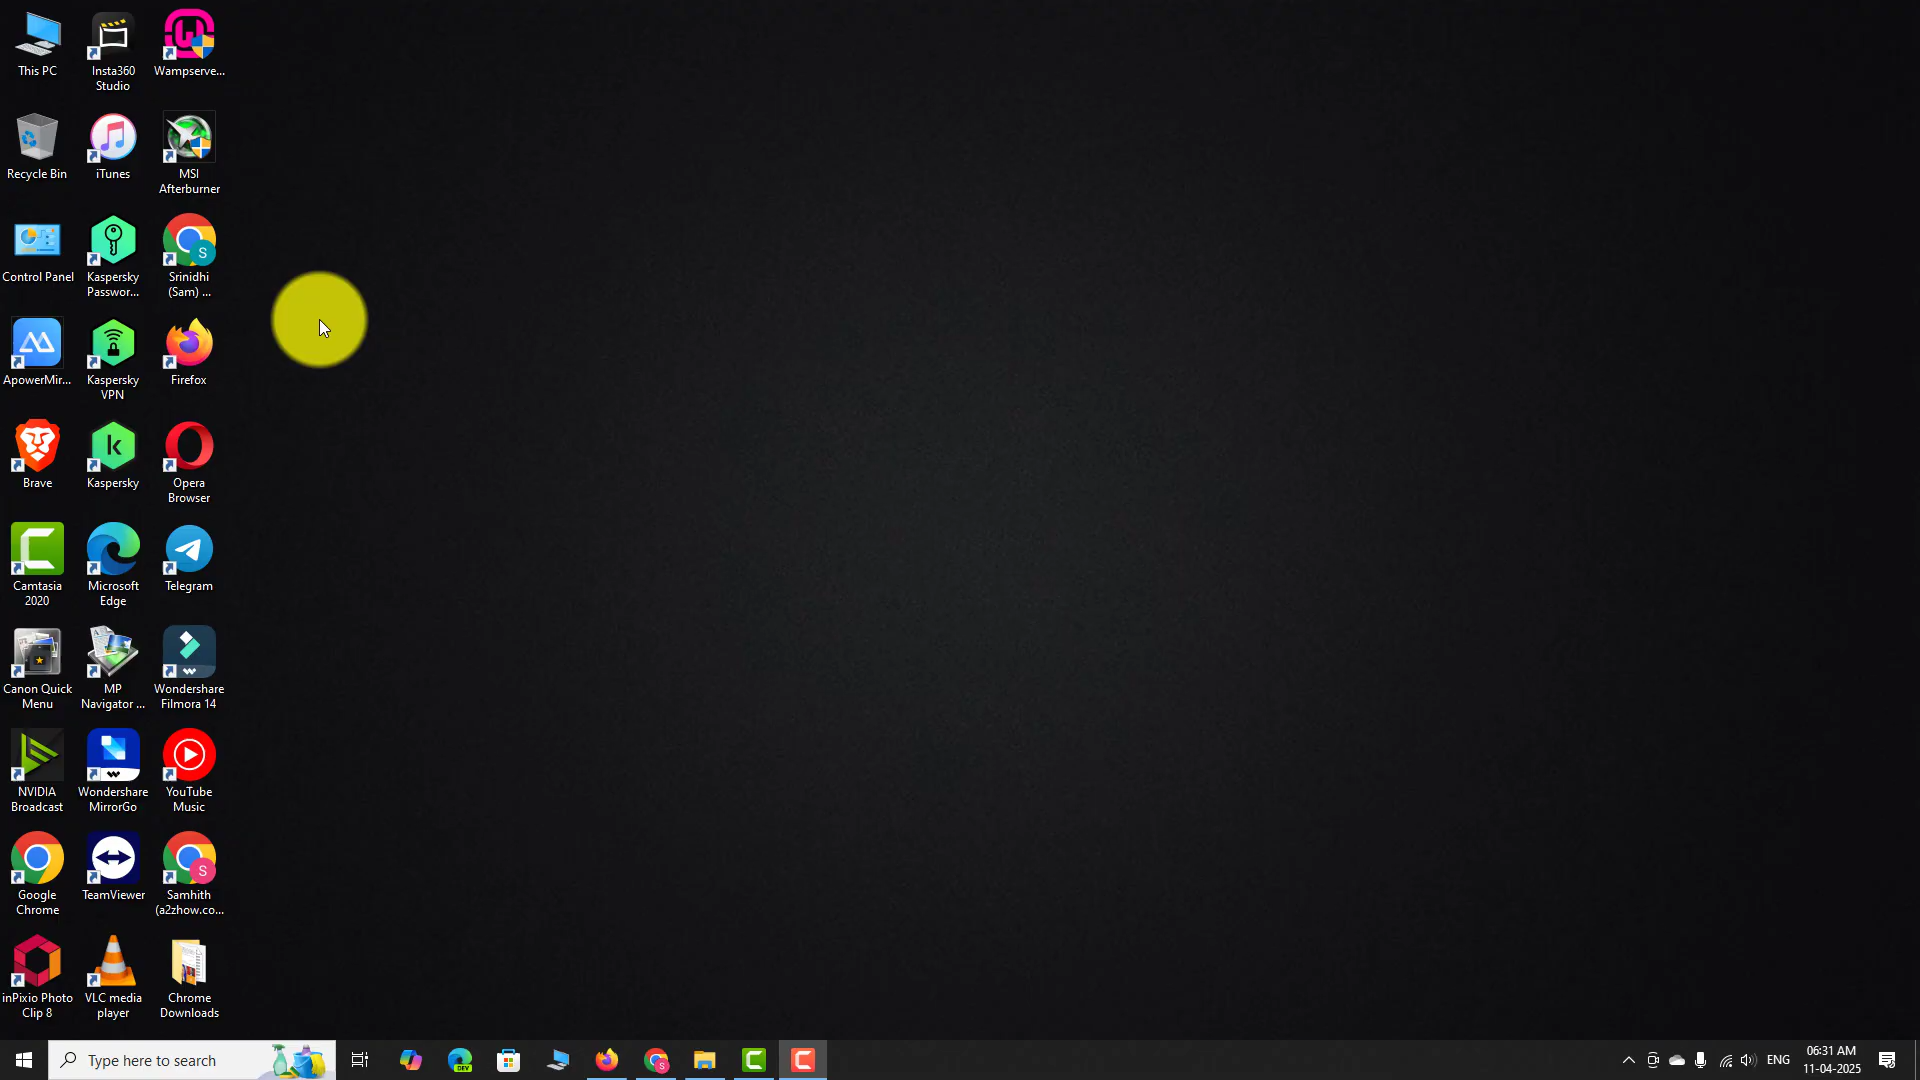 This PC
Insta360
Studio
Wampserve...
Recycle Bin
iTunes
MSI
Afterburner
Control Panel
Kaspersky
Passwor...
S
Srinidhi
(Sam) ...
ApowerMir...
Kaspersky
VPN
Firefox
Brave
Kaspersky
Opera
Browser
Camtasia
2020
Microsoft
Edge
Telegram
Canon Quick
Menu
MP
Navigator ...
Wondershare
Filmora 14
NVIDIA
Broadcast
Wondershare
MirrorGo
YouTube
Music
Google
Chrome
TeamViewer
S
Samhith
(a2zhow.co...
inPixio Photo
Clip 8
VLC media
player
Chrome
Downloads
Type here to search
DEV
S
ENG
06:31 AM
11-04-2025